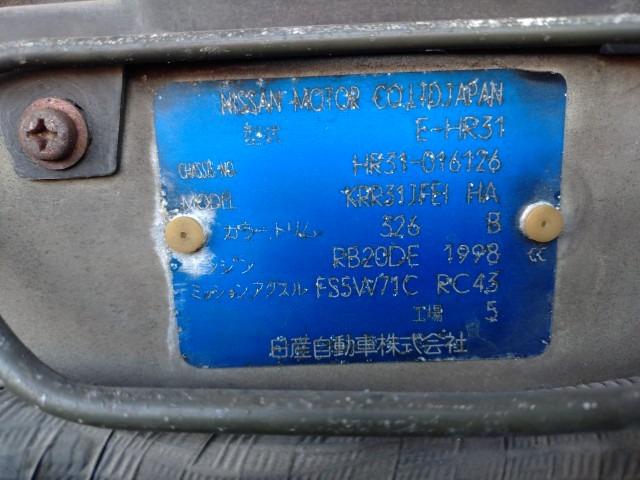 NISSAN MOTOR CO.,LTD.JAPAN
型式 E-HR31
CHASSIS-NO. HR31-016126
MODEL KRR31JFEI HA
カラー.トリム 326 B
エンジン RB20DE 1998 cc
ミッション.アクスル FS5W71C RC43
工場 5
日産自動車株式会社